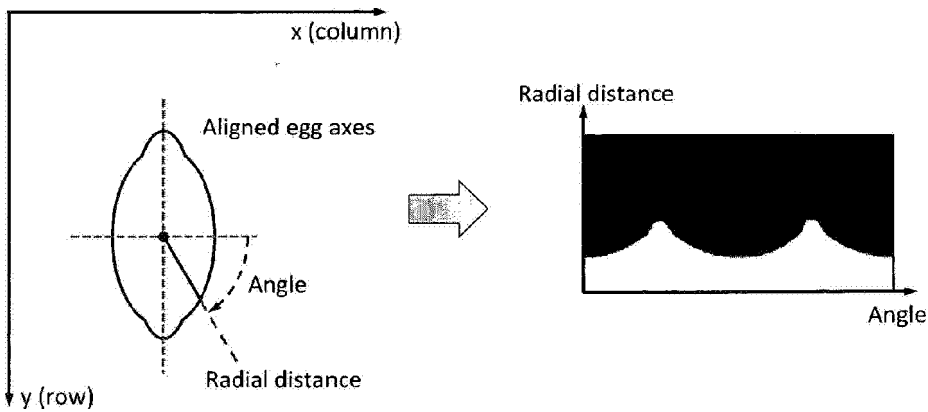 x (column)
Radial distance
Aligned egg axes
Angle
Angle
Radial distance
y (row)